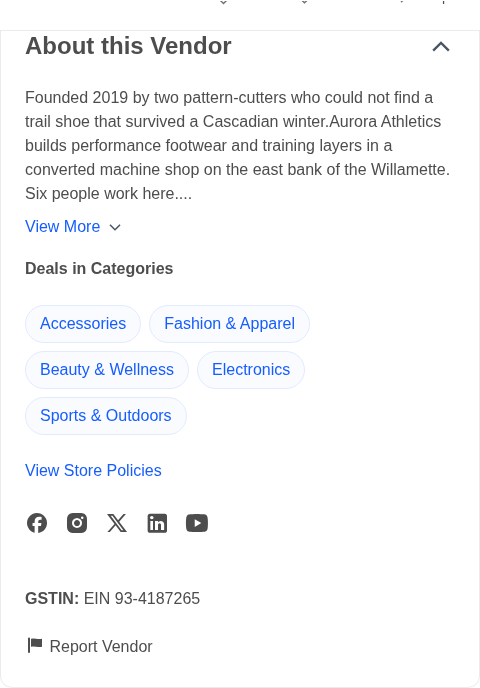 About this Vendor
Founded 2019 by two pattern-cutters who could not find a
trail shoe that survived a Cascadian winter.Aurora Athletics
builds performance footwear and training layers in a
converted machine shop on the east bank of the Willamette.
Six people work here....
View More
Deals in Categories
Accessories
Fashion & Apparel
Beauty & Wellness
Electronics
Sports & Outdoors
View Store Policies
GSTIN: EIN 93-4187265
Report Vendor